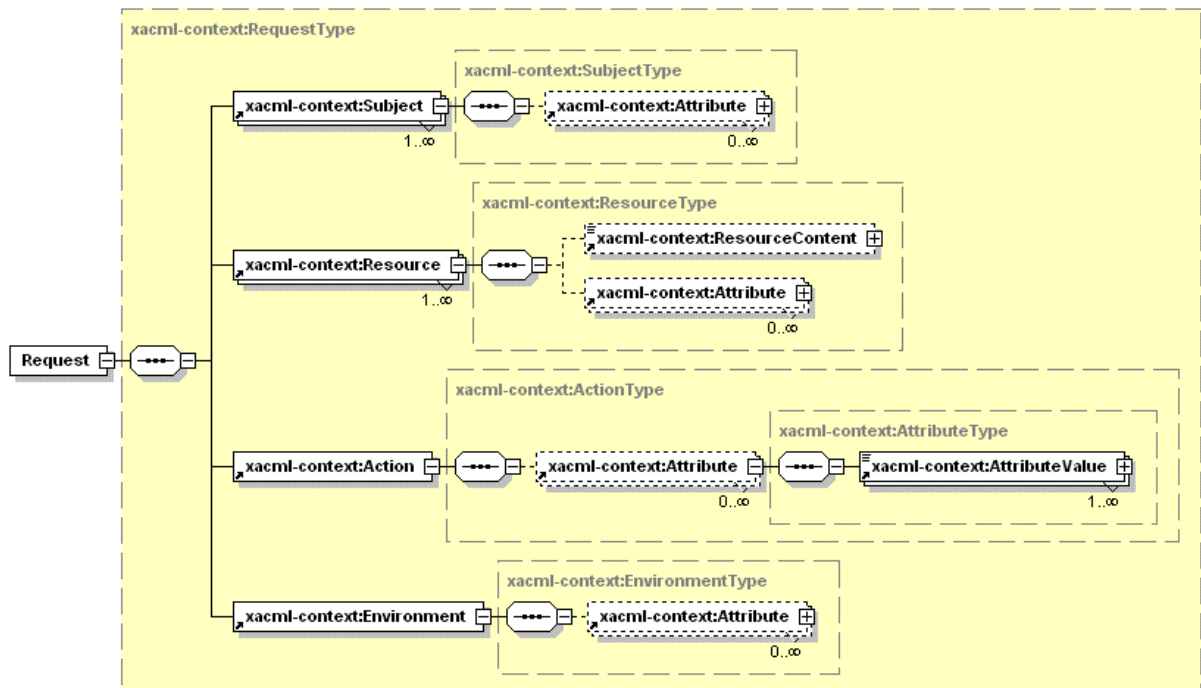 xacml-context:RequestType
xacml-context:SubjectType
xacml-context:Subject
xacml-context:Attribute
1..∞
0..∞
xacml-context:ResourceType
xacml-context:ResourceContent
xacml-context:Resource
xacml-context:Attribute
1..∞
0..∞
Request
xacml-context:ActionType
xacml-context:AttributeType
xacml-context:Action
xacml-context:Attribute
xacml-context:AttributeValue
0..∞
1..∞
xacml-context:EnvironmentType
xacml-context:Environment
xacml-context:Attribute
0..∞